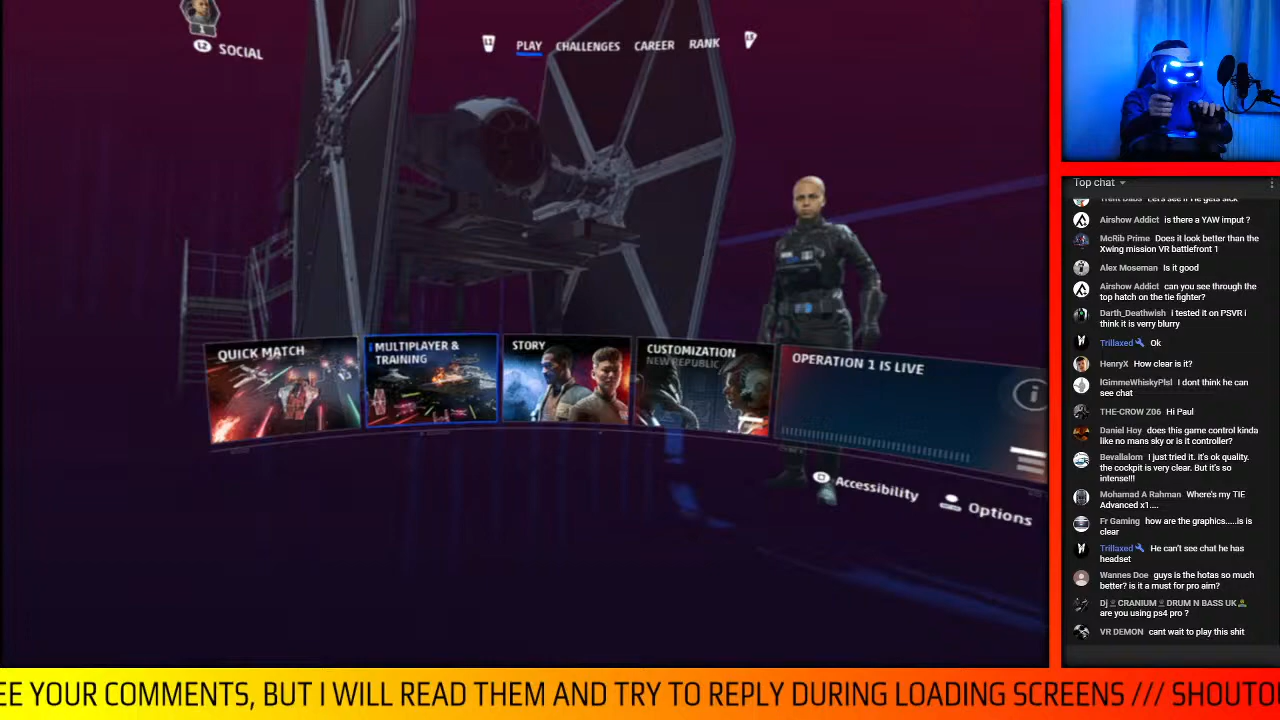 1
L2 SOCIAL
L1 PLAY CHALLENGES CAREER RANK
QUICK MATCH
MULTIPLAYER &
TRAINING
STORY
CUSTOMIZATION
NEW REPUBLIC
OPERATION 1 IS LIVE
Accessibility
Options
Top chat
Airshow Addict is there a YAW imput ?
McRib Prime Does it look better than the
Xwing mission VR battlefront 1
Alex Moseman Is it good
Airshow Addict can you see through the
top hatch on the tie fighter?
Darth_Deathwish i tested it on PSVR i
think it is verry blurry
Trillaxed Ok
HenryX How clear is it?
IGimmeWhiskyPlsI I dont think he can
see chat
THE-CROW Z06 Hi Paul
Daniel Hoy does this game control kinda
like no mans sky or is it controller?
Bevallalom I just tried it. it's ok quality.
the cockpit is very clear. But it's so
intense!!!
Mohamad A Rahman Where's my TIE
Advanced x1....
Fr Gaming how are the graphics.....is is
clear
Trillaxed He can't see chat he has
headset
Wannes Doe guys is the hotas so much
better? is it a must for pro aim?
Dj CRANIUM DRUM N BASS UK
are you using ps4 pro ?
VR DEMON cant wait to play this shit
EE YOUR COMMENTS, BUT I WILL READ THEM AND TRY TO REPLY DURING LOADING SCREENS /// SHOUTO